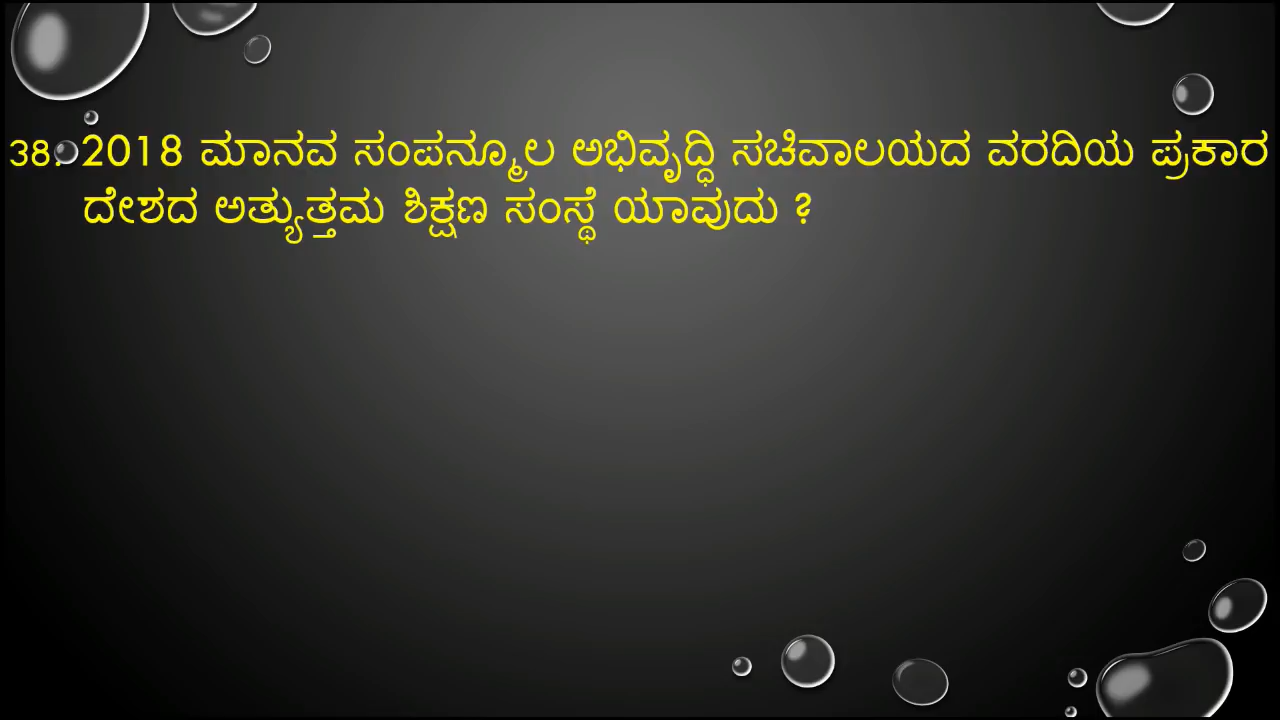 38. 2018 ಮಾನವ ಸಂಪನ್ಮೂಲ ಅಭಿವೃದ್ಧಿ ಸಚಿವಾಲಯದ ವರದಿಯ ಪ್ರಕಾರ
ದೇಶದ ಅತ್ಯುತ್ತಮ ಶಿಕ್ಷಣ ಸಂಸ್ಥೆ ಯಾವುದು ?